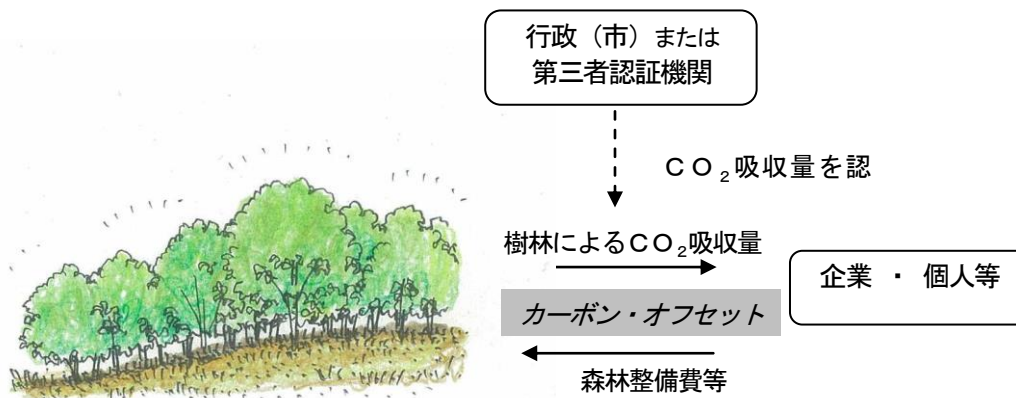 行政（市）または
第三者認証機関
ＣＯ₂吸収量を認
樹林によるＣＯ₂吸収量
企業 ・ 個人等
カーボン・オフセット
森林整備費等